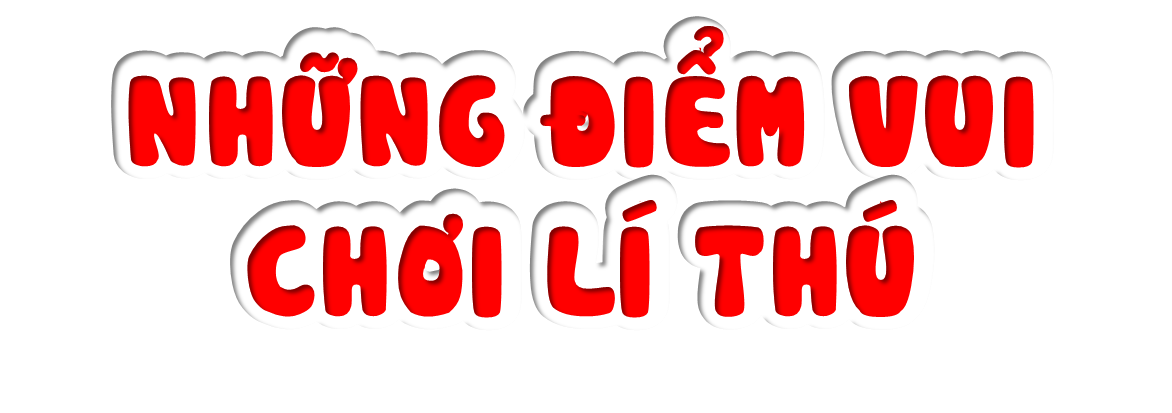 NHỮNG ĐIỂM VUI
CHƠI LÍ THÚ